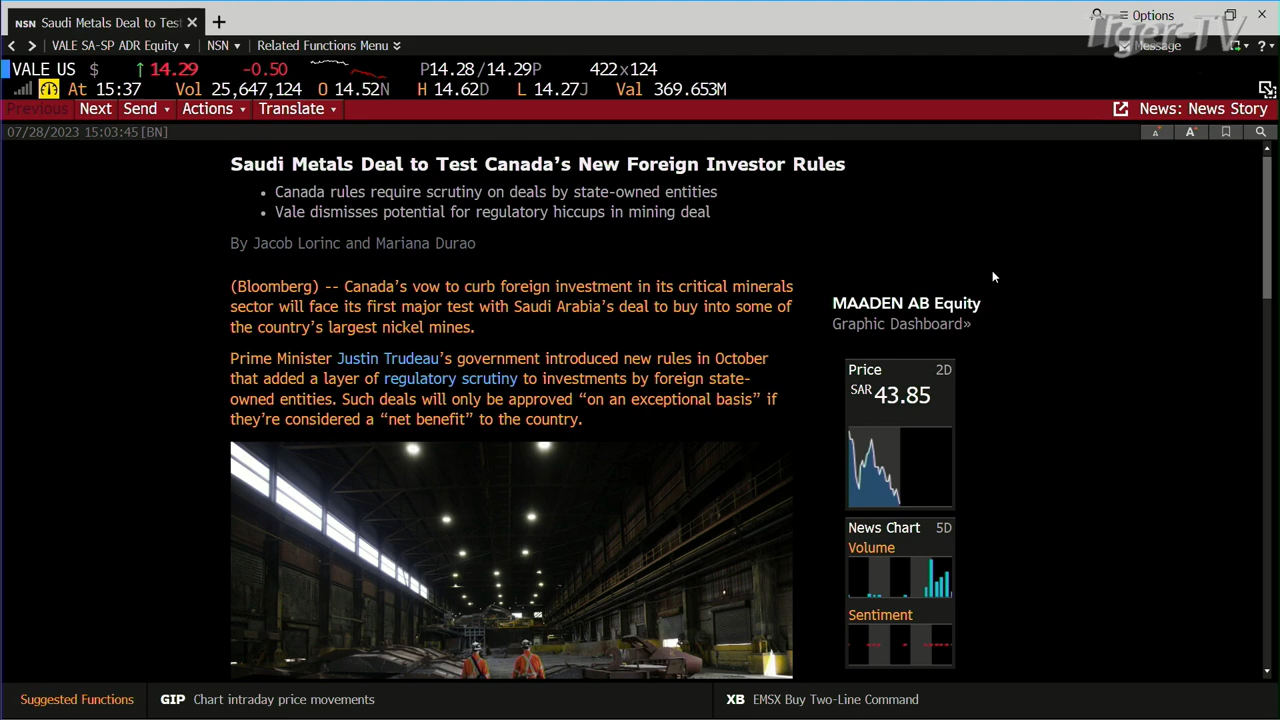 NSN Saudi Metals Deal to Test
Options
Tiger-TV
VALE SA-SP ADR Equity NSN Related Functions Menu
Message
?
VALE US $ ↑ 14.29 -0.50 P14.28/14.29P 422x124
At 15:37 Vol 25,647,124 O 14.52N H 14.62D L 14.27J Val 369.653M
Previous Next Send Actions Translate News: News Story
07/28/2023 15:03:45[BN]
A A
Saudi Metals Deal to Test Canada's New Foreign Investor Rules
• Canada rules require scrutiny on deals by state-owned entities
• Vale dismisses potential for regulatory hiccups in mining deal
By Jacob Lorinc and Mariana Durao
(Bloomberg) -- Canada's vow to curb foreign investment in its critical minerals
sector will face its first major test with Saudi Arabia's deal to buy into some of
the country's largest nickel mines.
Prime Minister Justin Trudeau's government introduced new rules in October
that added a layer of regulatory scrutiny to investments by foreign state-
owned entities. Such deals will only be approved “on an exceptional basis” if
they're considered a “net benefit” to the country.
MAADEN AB Equity
Graphic Dashboard»
Price 2D
SAR 43.85
News Chart 5D
Volume
Sentiment
Suggested Functions GIP Chart intraday price movements XB EMSX Buy Two-Line Command